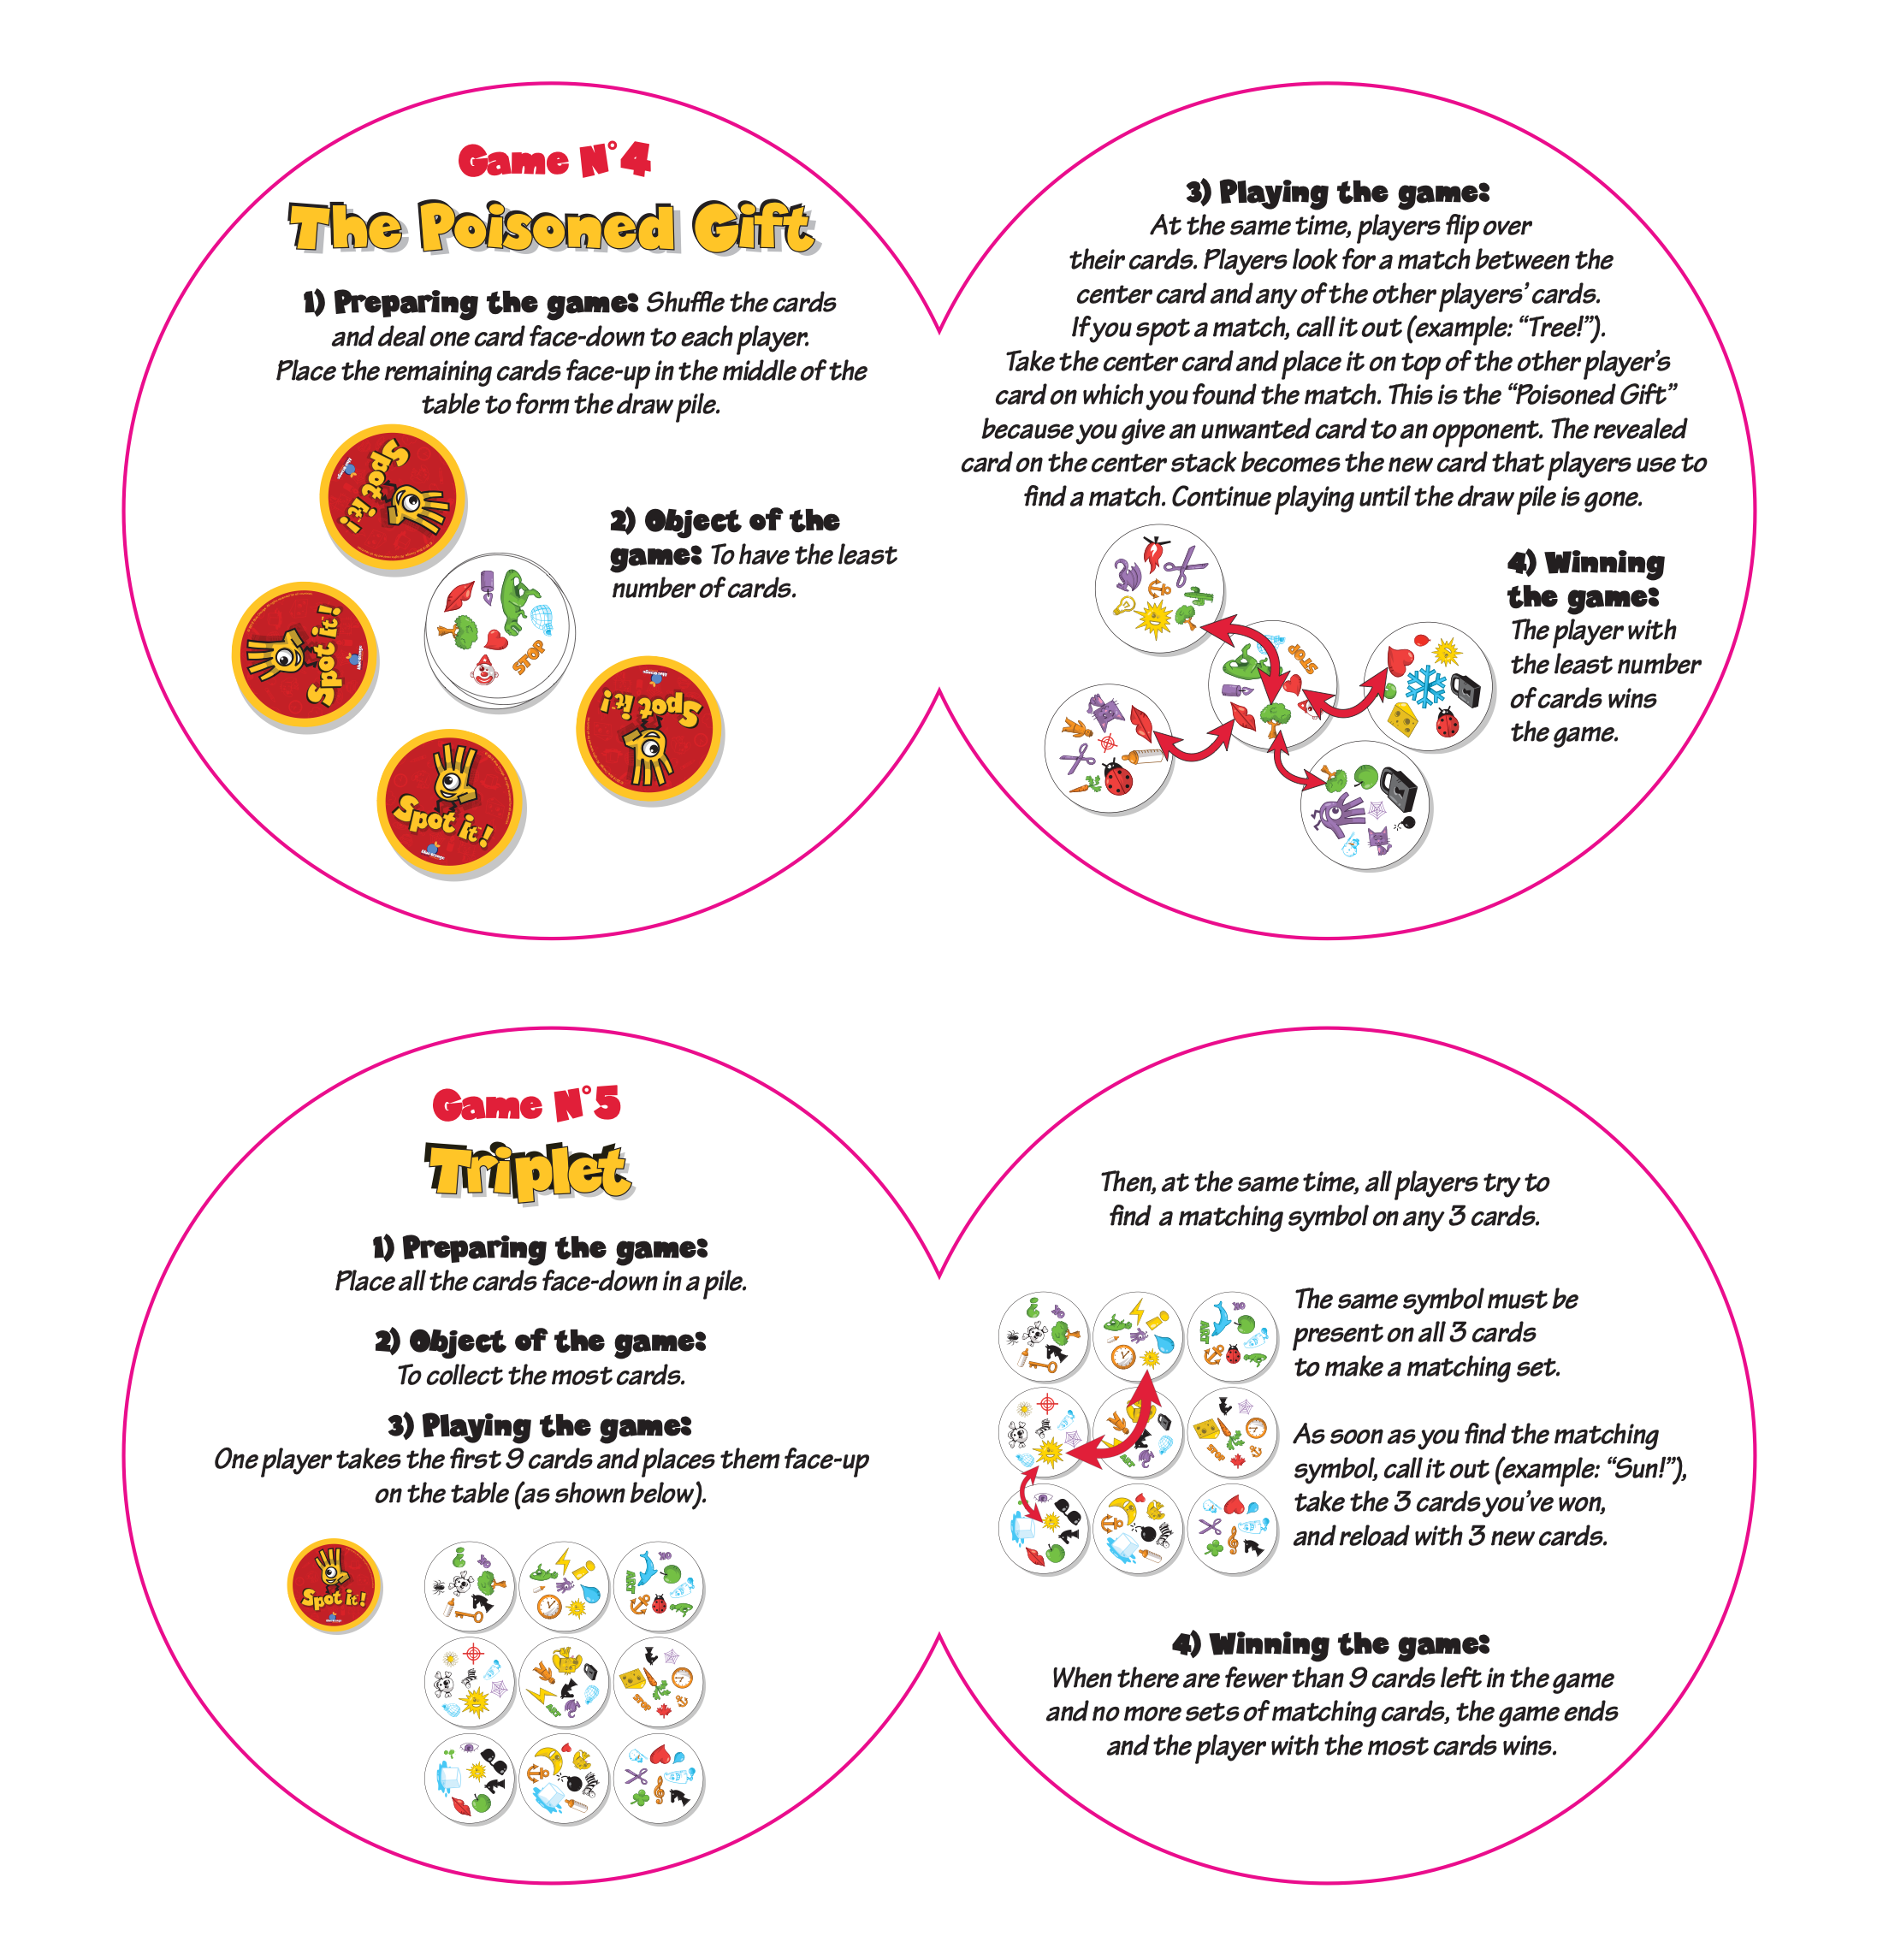 Game N°4
The Poisoned Gift
1) Preparing the game: Shuffle the cards
and deal one card face-down to each player.
Place the remaining cards face-up in the middle of the
table to form the draw pile.
Spot it!
Spot it!
Spot it!
Spot it!
STOP
2) Object of the
game: To have the least
number of cards.
3) Playing the game:
At the same time, players flip over
their cards. Players look for a match between the
center card and any of the other players' cards.
If you spot a match, call it out (example: “Tree!”).
Take the center card and place it on top of the other player's
card on which you found the match. This is the “Poisoned Gift”
because you give an unwanted card to an opponent. The revealed
card on the center stack becomes the new card that players use to
find a match. Continue playing until the draw pile is gone.
STOP
4) Winning
the game:
The player with
the least number
of cards wins
the game.
Game N°5
Triplet
1) Preparing the game:
Place all the cards face-down in a pile.
2) Object of the game:
To collect the most cards.
3) Playing the game:
One player takes the first 9 cards and places them face-up
on the table (as shown below).
Spot it!
ART
ART
STOP
Then, at the same time, all players try to
find a matching symbol on any 3 cards.
ART
ART
STOP
The same symbol must be
present on all 3 cards
to make a matching set.
As soon as you find the matching
symbol, call it out (example: “Sun!”),
take the 3 cards you've won,
and reload with 3 new cards.
4) Winning the game:
When there are fewer than 9 cards left in the game
and no more sets of matching cards, the game ends
and the player with the most cards wins.